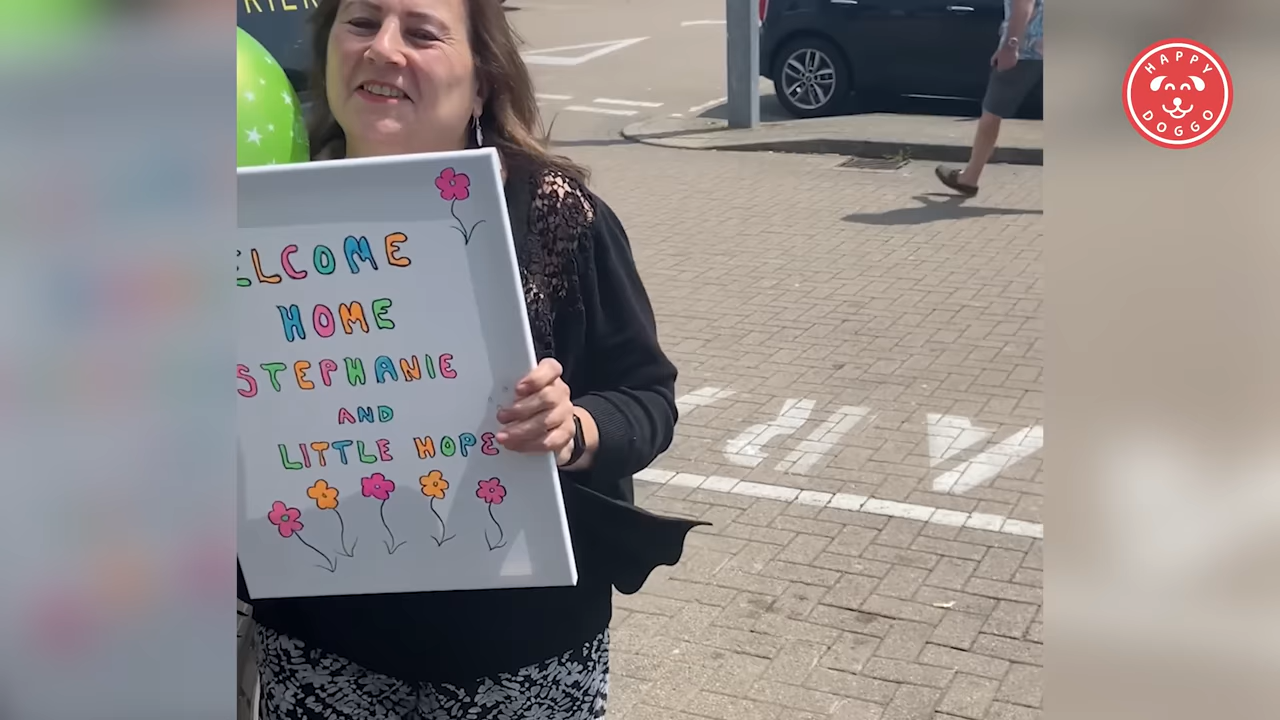 ELCOME
HOME
STEPHANIE
AND
LITTLE HOPE
HAPPY
DOGGO